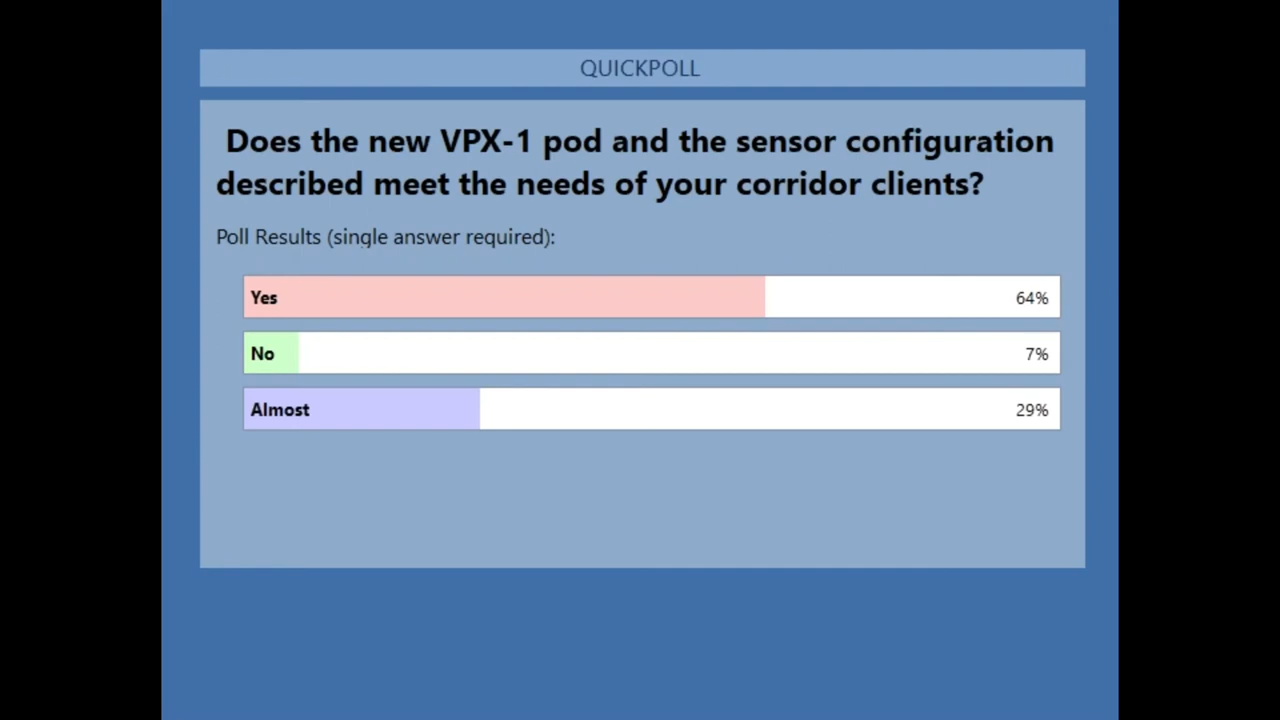 QUICKPOLL
Does the new VPX-1 pod and the sensor configuration
described meet the needs of your corridor clients?
Poll Results (single answer required):
Yes 64%
No 7%
Almost 29%